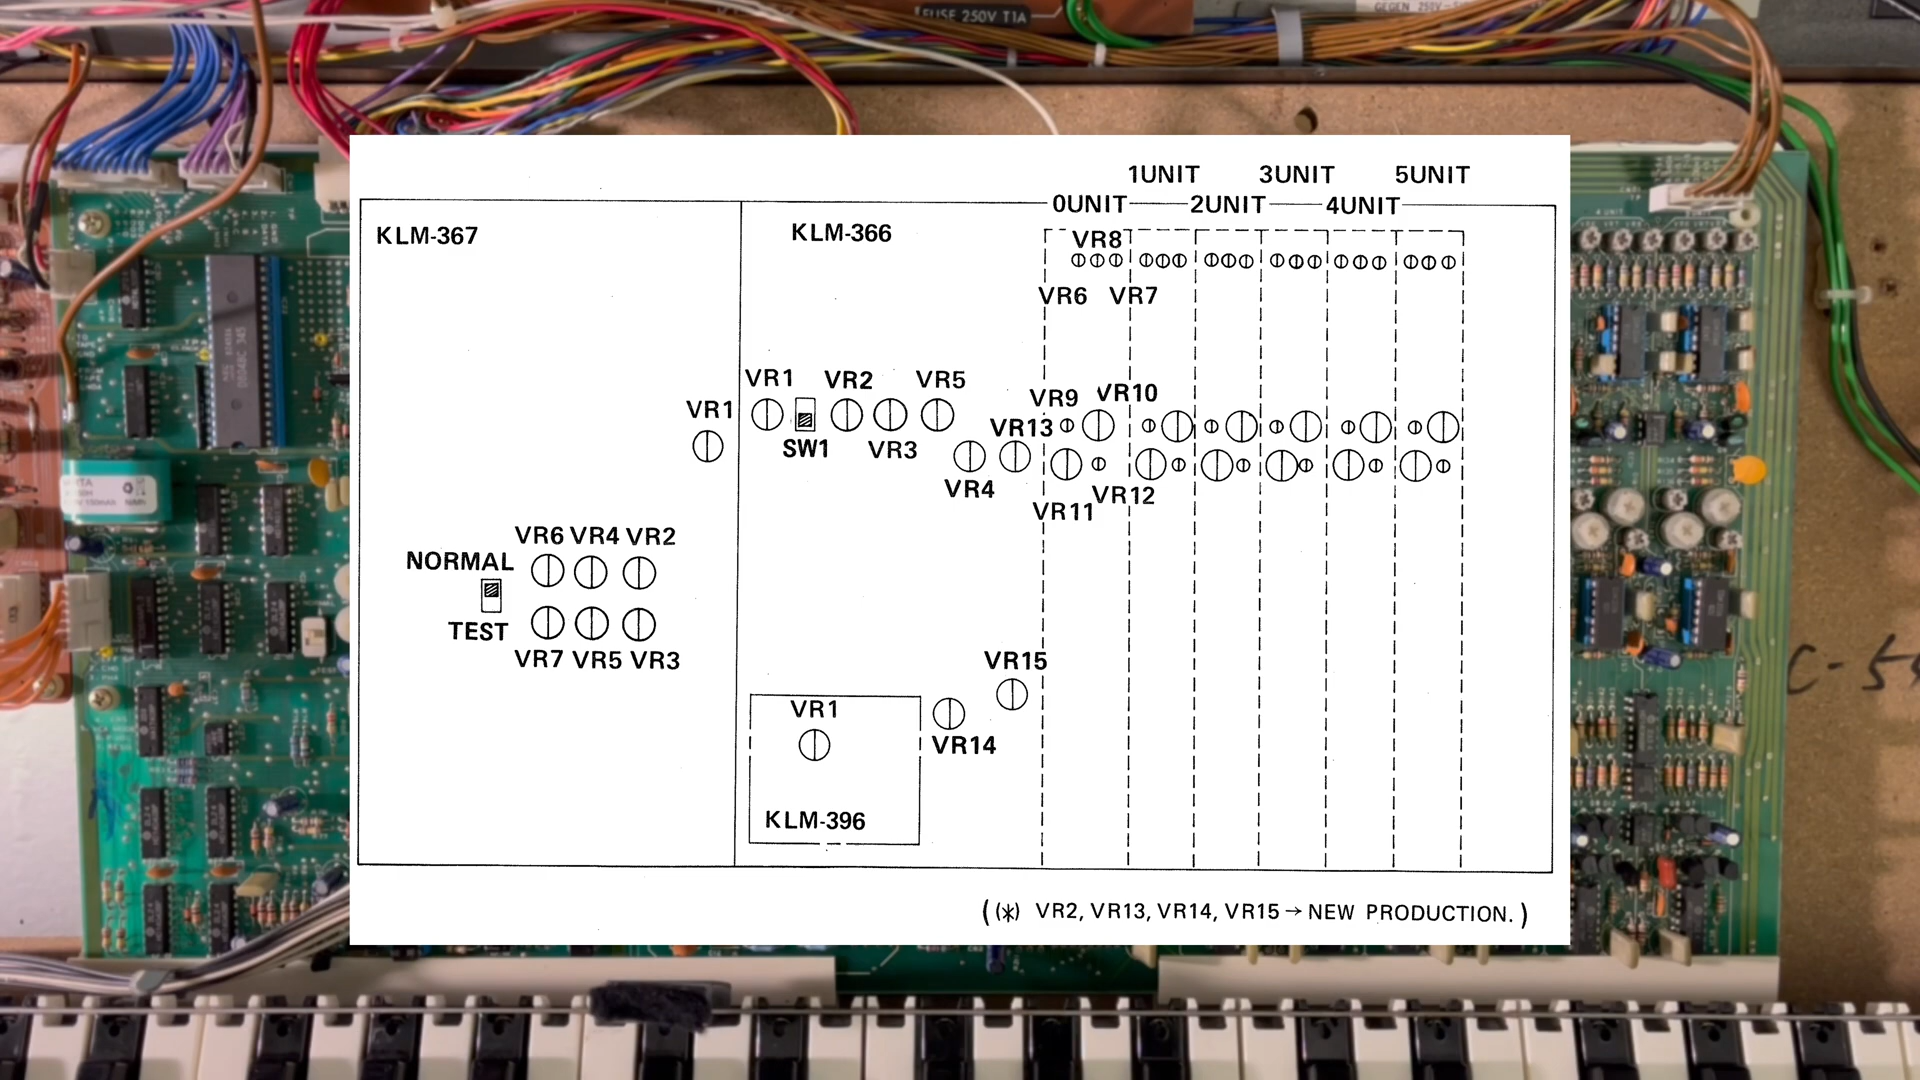 FUSE 250V T1A
1UNIT 3UNIT 5UNIT
0UNIT 2UNIT 4UNIT
KLM-367
KLM-366
VR8
VR6 VR7
VR1 VR2 VR5
VR9 VR10
VR1
VR13
SW1 VR3
VR4
VR12
VR11
VR6 VR4 VR2
NORMAL
TEST
VR7 VR5 VR3
VR15
VR1
VR14
KLM-396
((*) VR2, VR13, VR14, VR15→NEW PRODUCTION.)